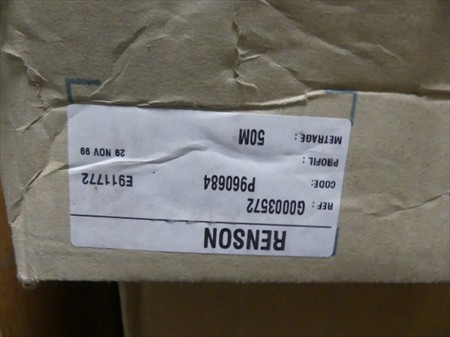 RENSON
REF: G0003572
CODE: P960684 E911772
PROFIL:
METRAGE: 50M 29 NOV 99